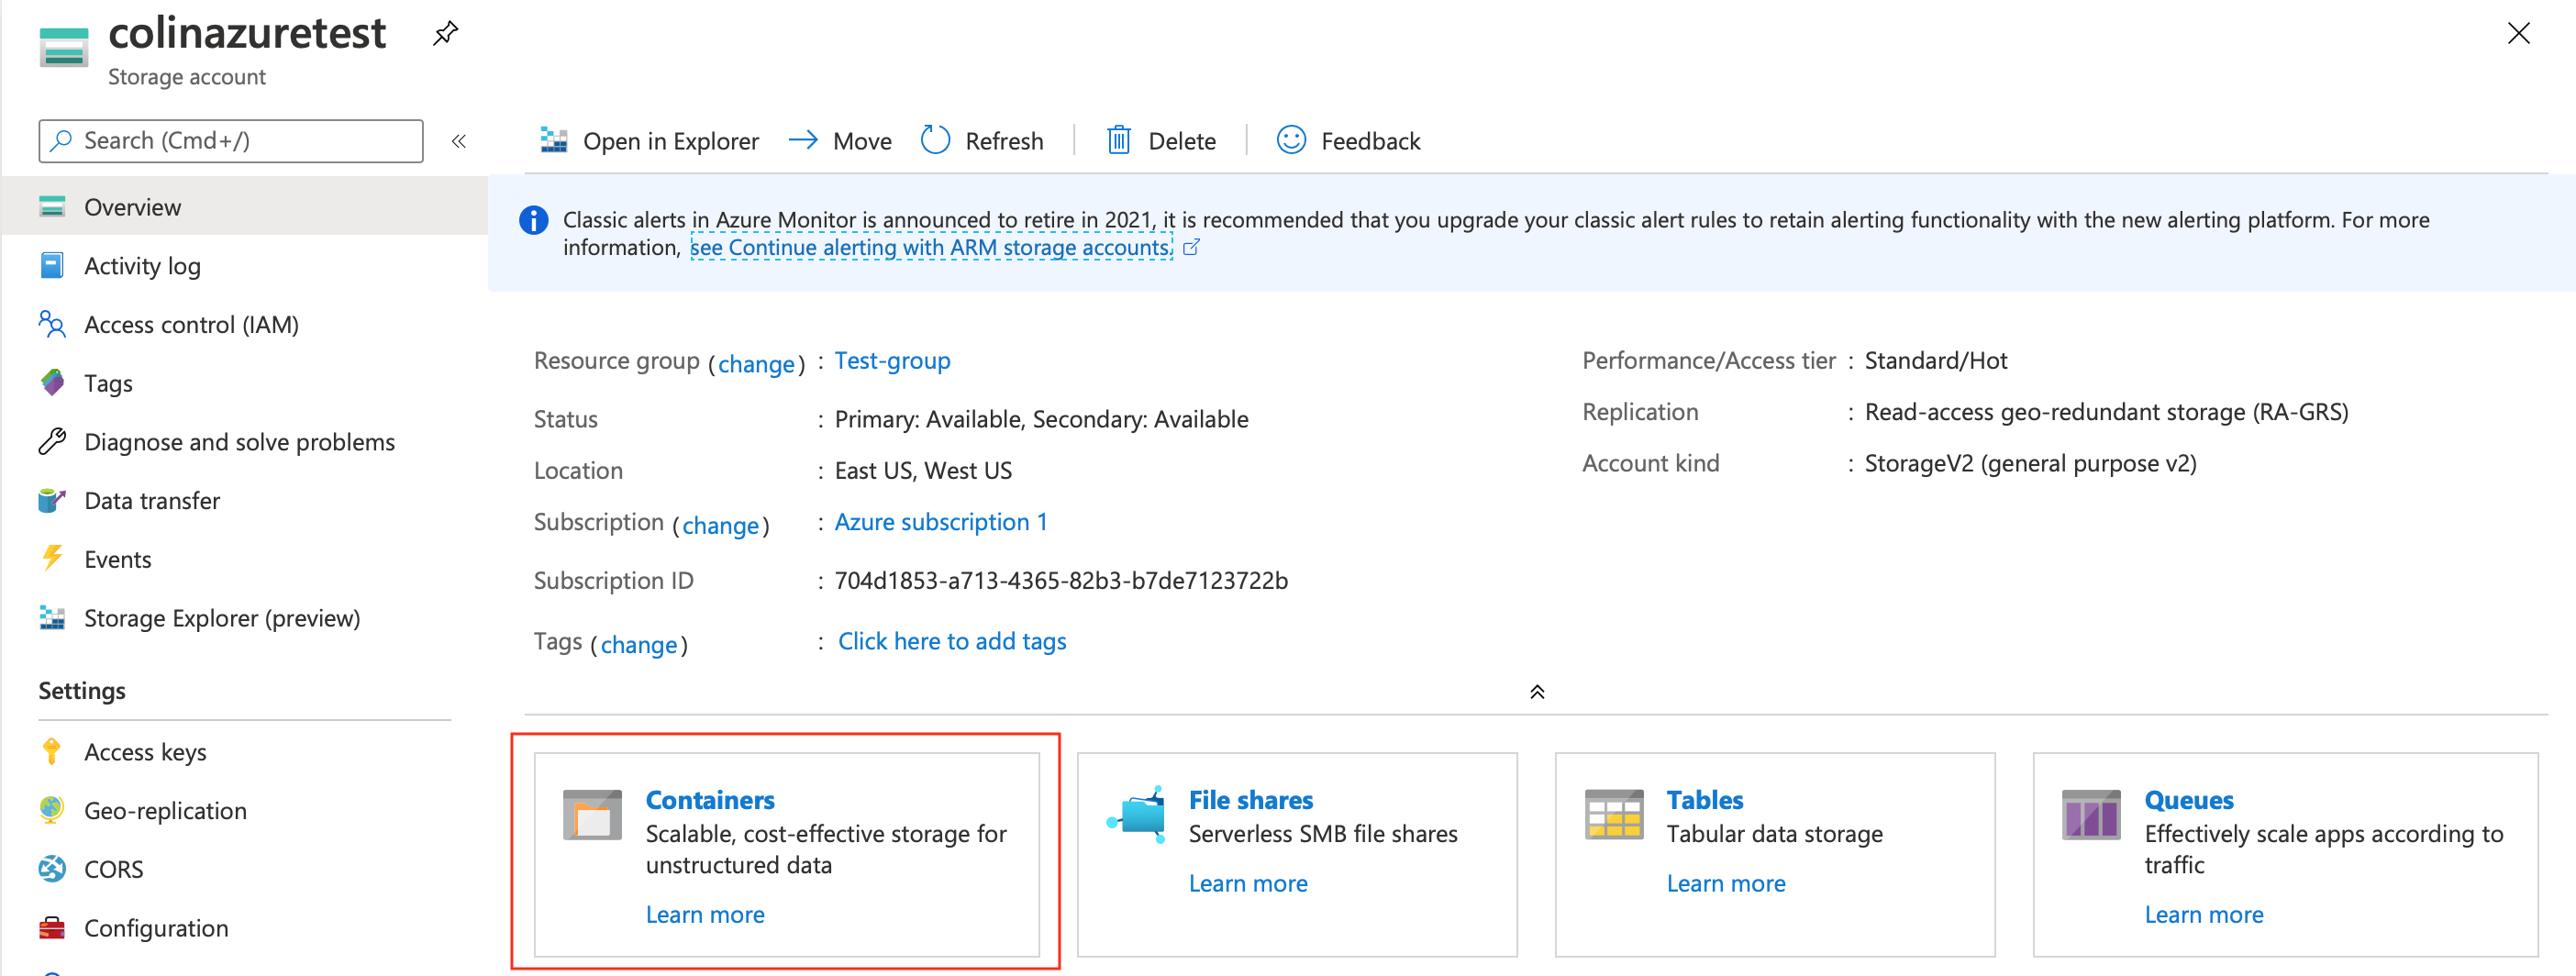 colinazuretest
Storage account
Search (Cmd+/)
«
Open in Explorer
Move
Refresh
Delete
Feedback
Overview
Activity log
Access control (IAM)
Tags
Diagnose and solve problems
Data transfer
Events
Storage Explorer (preview)
Settings
Access keys
Geo-replication
CORS
Configuration
Classic alerts in Azure Monitor is announced to retire in 2021, it is recommended that you upgrade your classic alert rules to retain alerting functionality with the new alerting platform. For more
information, see Continue alerting with ARM storage accounts.
Resource group (change) : Test-group
Status : Primary: Available, Secondary: Available
Location : East US, West US
Subscription (change) : Azure subscription 1
Subscription ID : 704d1853-a713-4365-82b3-b7de7123722b
Tags (change) : Click here to add tags
Performance/Access tier : Standard/Hot
Replication : Read-access geo-redundant storage (RA-GRS)
Account kind : StorageV2 (general purpose v2)
Containers
Scalable, cost-effective storage for
unstructured data
Learn more
File shares
Serverless SMB file shares
Learn more
Tables
Tabular data storage
Learn more
Queues
Effectively scale apps according to
traffic
Learn more